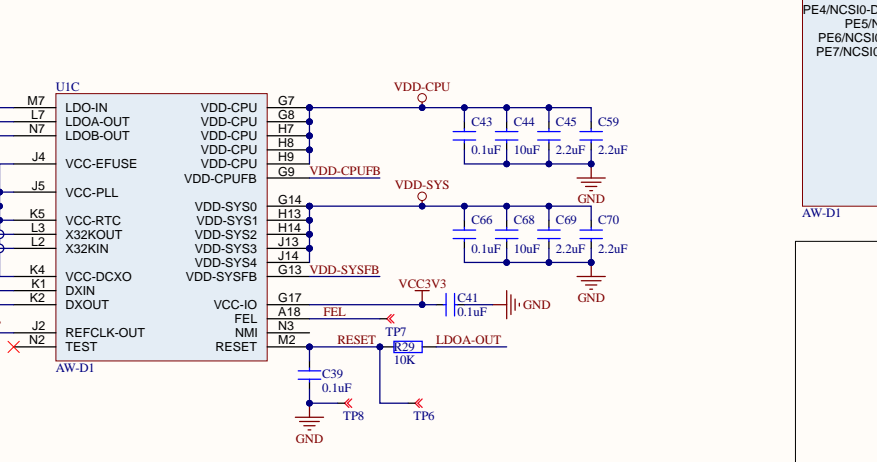 PE4/NCSI0-D
PE5/N
PE6/NCSI0
PE7/NCSI0
AW-D1
U1C
M7 LDO-IN VDD-CPU G7
L7 LDOA-OUT VDD-CPU G8
N7 LDOB-OUT VDD-CPU H7
VDD-CPU H8
J4 VCC-EFUSE VDD-CPU H9
VDD-CPUFB G9 VDD-CPUFB
J5 VCC-PLL
VDD-SYS0 G14
K5 VCC-RTC VDD-SYS1 H13
L3 X32KOUT VDD-SYS2 H14
L2 X32KIN VDD-SYS3 J13
VDD-SYS4 J14
K4 VCC-DCXO VDD-SYSFB G13 VDD-SYSFB
K1 DXIN
K2 DXOUT VCC-IO G17
FEL A18 FEL
J2 REFCLK-OUT NMI N3
N2 TEST RESET M2 RESET R29 LDOA-OUT
AW-D1
VDD-CPU
C43 C44 C45 C59
0.1uF 10uF 2.2uF 2.2uF
GND
VDD-SYS
C66 C68 C69 C70
0.1uF 10uF 2.2uF 2.2uF
GND
VCC3V3
C41
0.1uF
GND
TP7
10K
C39
0.1uF
TP8 TP6
GND